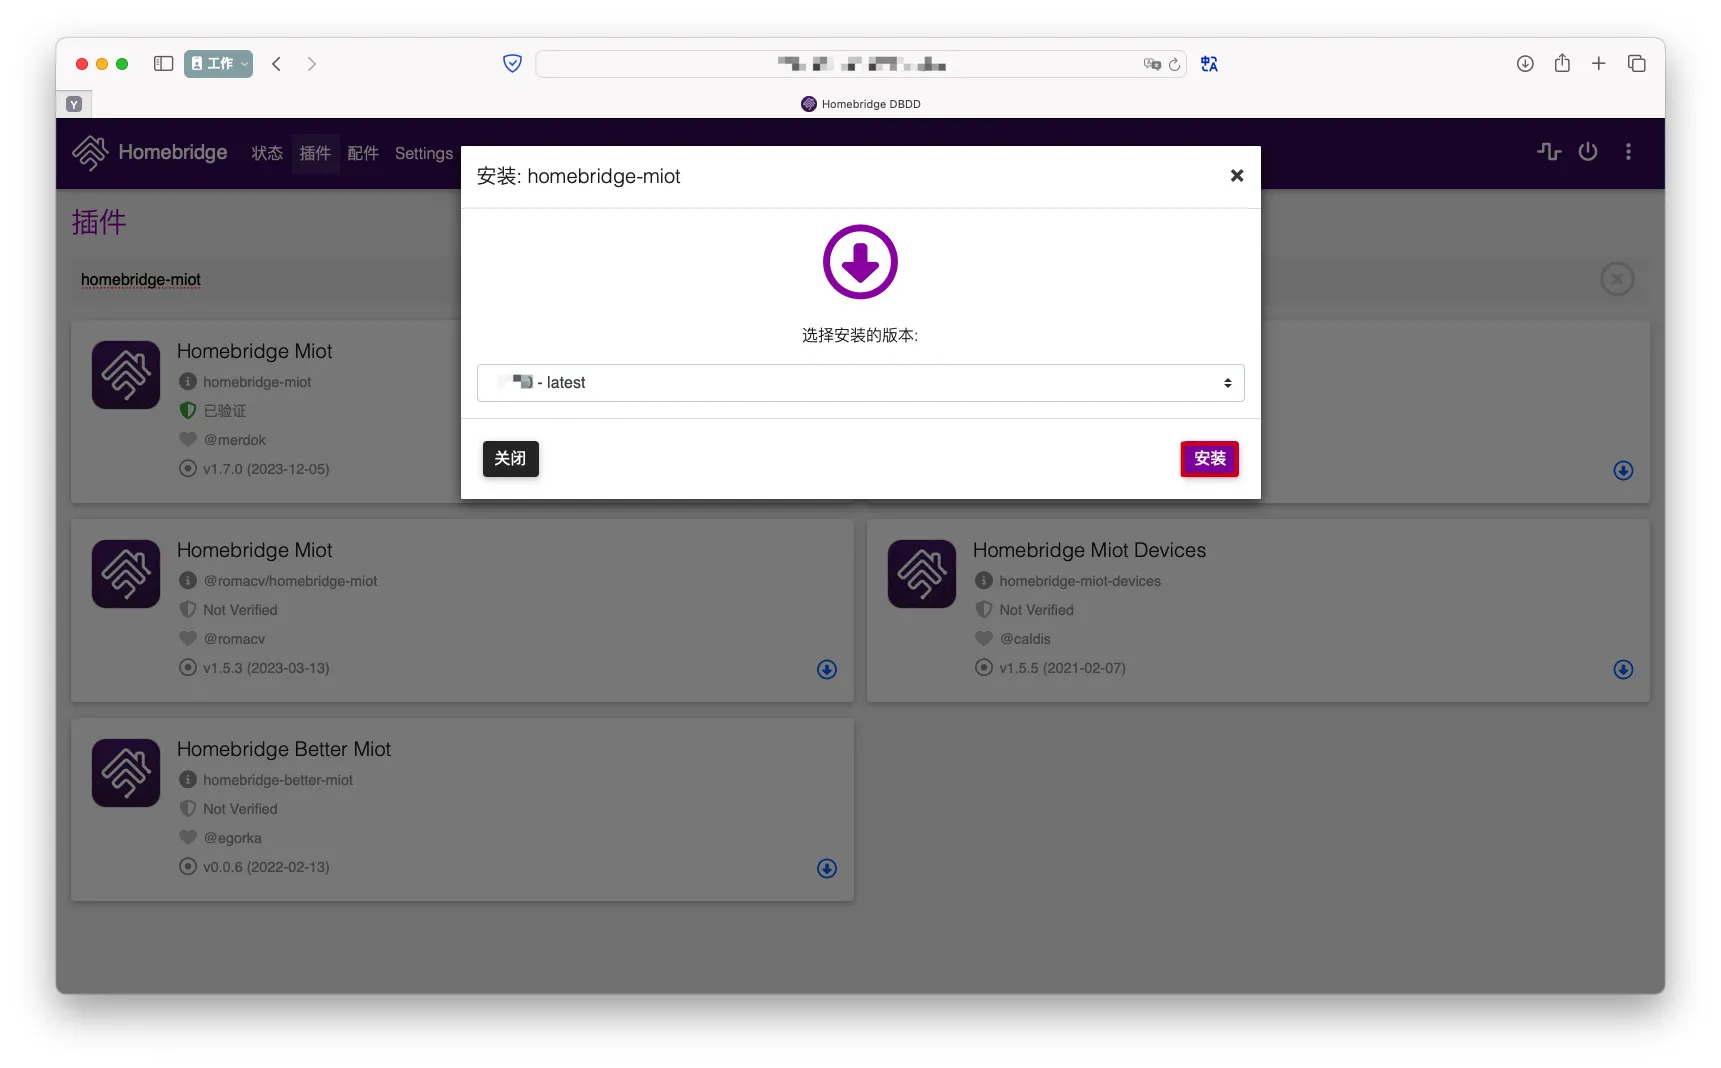 工作
Y
Homebridge DBDD
Homebridge
状态
插件
配件
Settings
安装: homebridge-miot
插件
homebridge-miot
选择安装的版本:
- latest
关闭
安装
Homebridge Miot
homebridge-miot
已验证
@merdok
v1.7.0 (2023-12-05)
Homebridge Miot
@romacv/homebridge-miot
Not Verified
@romacv
v1.5.3 (2023-03-13)
Homebridge Miot Devices
homebridge-miot-devices
Not Verified
@caldis
v1.5.5 (2021-02-07)
Homebridge Better Miot
homebridge-better-miot
Not Verified
@egorka
v0.0.6 (2022-02-13)